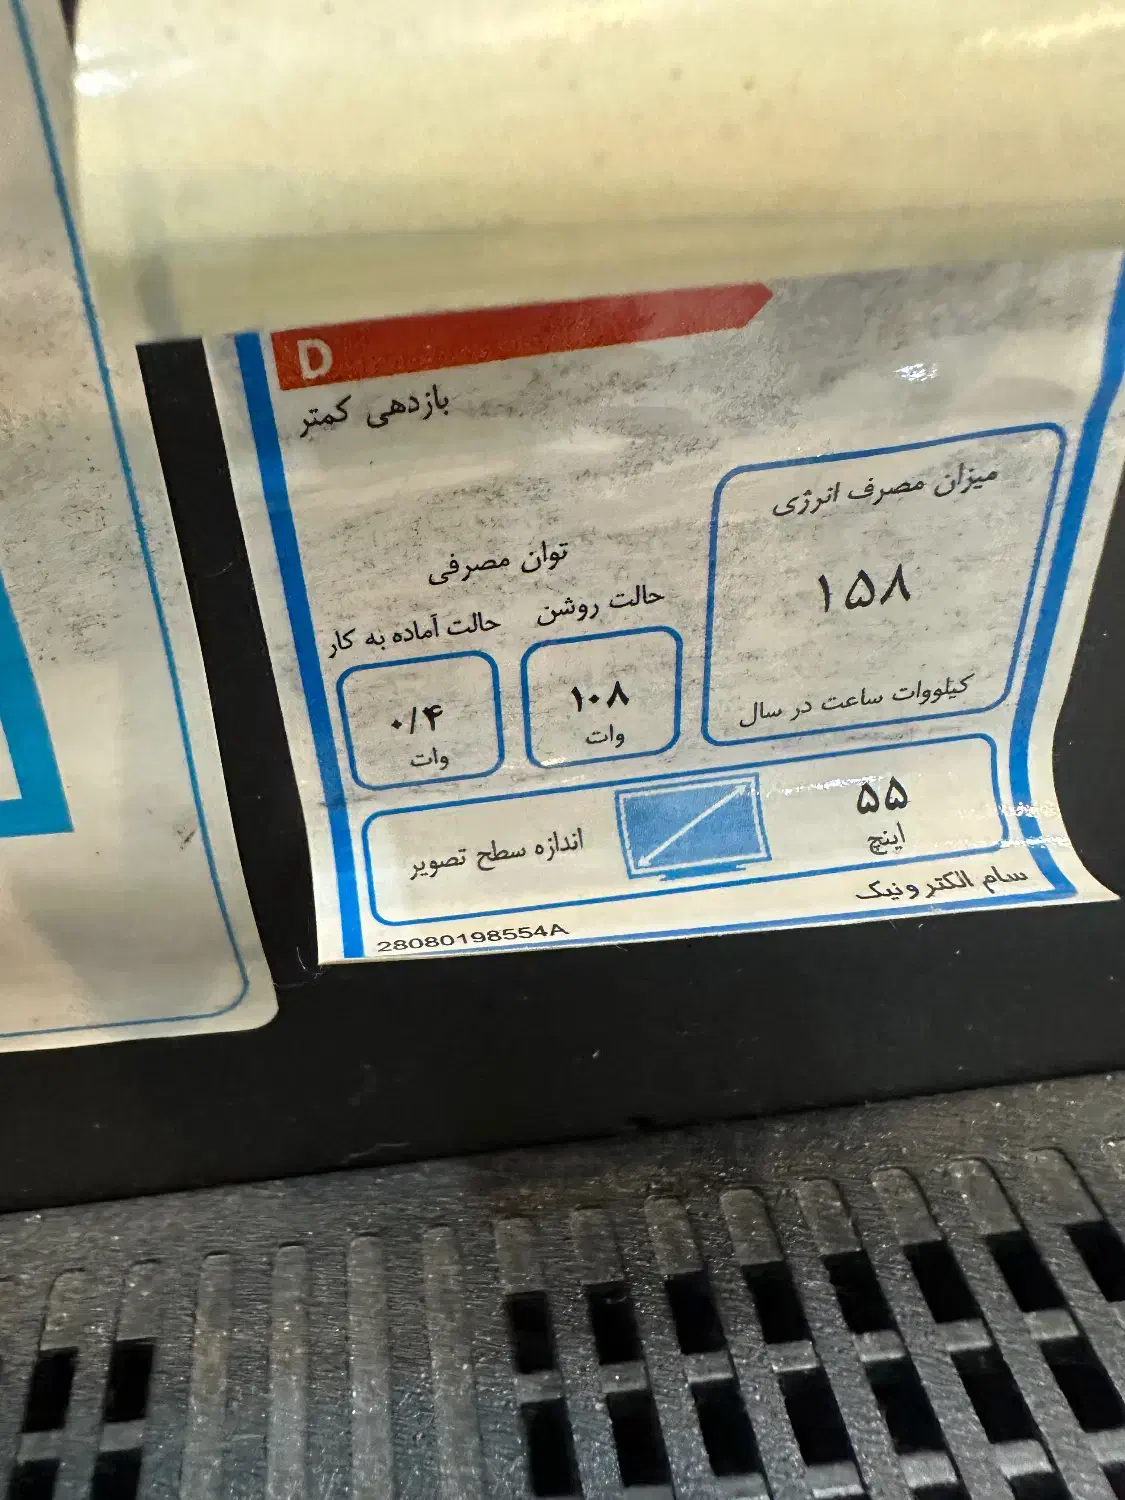 D
بازدهی کمتر
میزان مصرف انرژی
۱۵۸
کیلووات ساعت در سال
توان مصرفی
حالت روشن
۱۰۸
وات
حالت آماده به کار
۰/۴
وات
۵۵
اینچ
اندازه سطح تصویر
سام الکترونیک
28080198554A